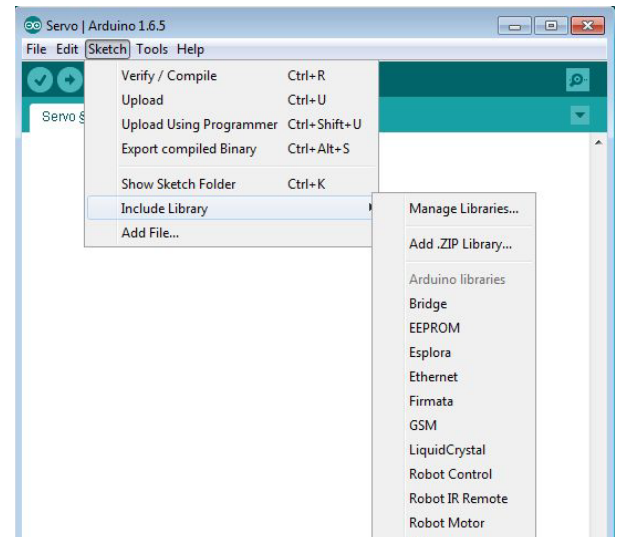 Servo | Arduino 1.6.5
File Edit Sketch Tools Help
Servo §
Verify / Compile Ctrl+R
Upload Ctrl+U
Upload Using Programmer Ctrl+Shift+U
Export compiled Binary Ctrl+Alt+S
Show Sketch Folder Ctrl+K
Include Library
Add File...
Manage Libraries...
Add .ZIP Library...
Arduino libraries
Bridge
EEPROM
Esplora
Ethernet
Firmata
GSM
LiquidCrystal
Robot Control
Robot IR Remote
Robot Motor